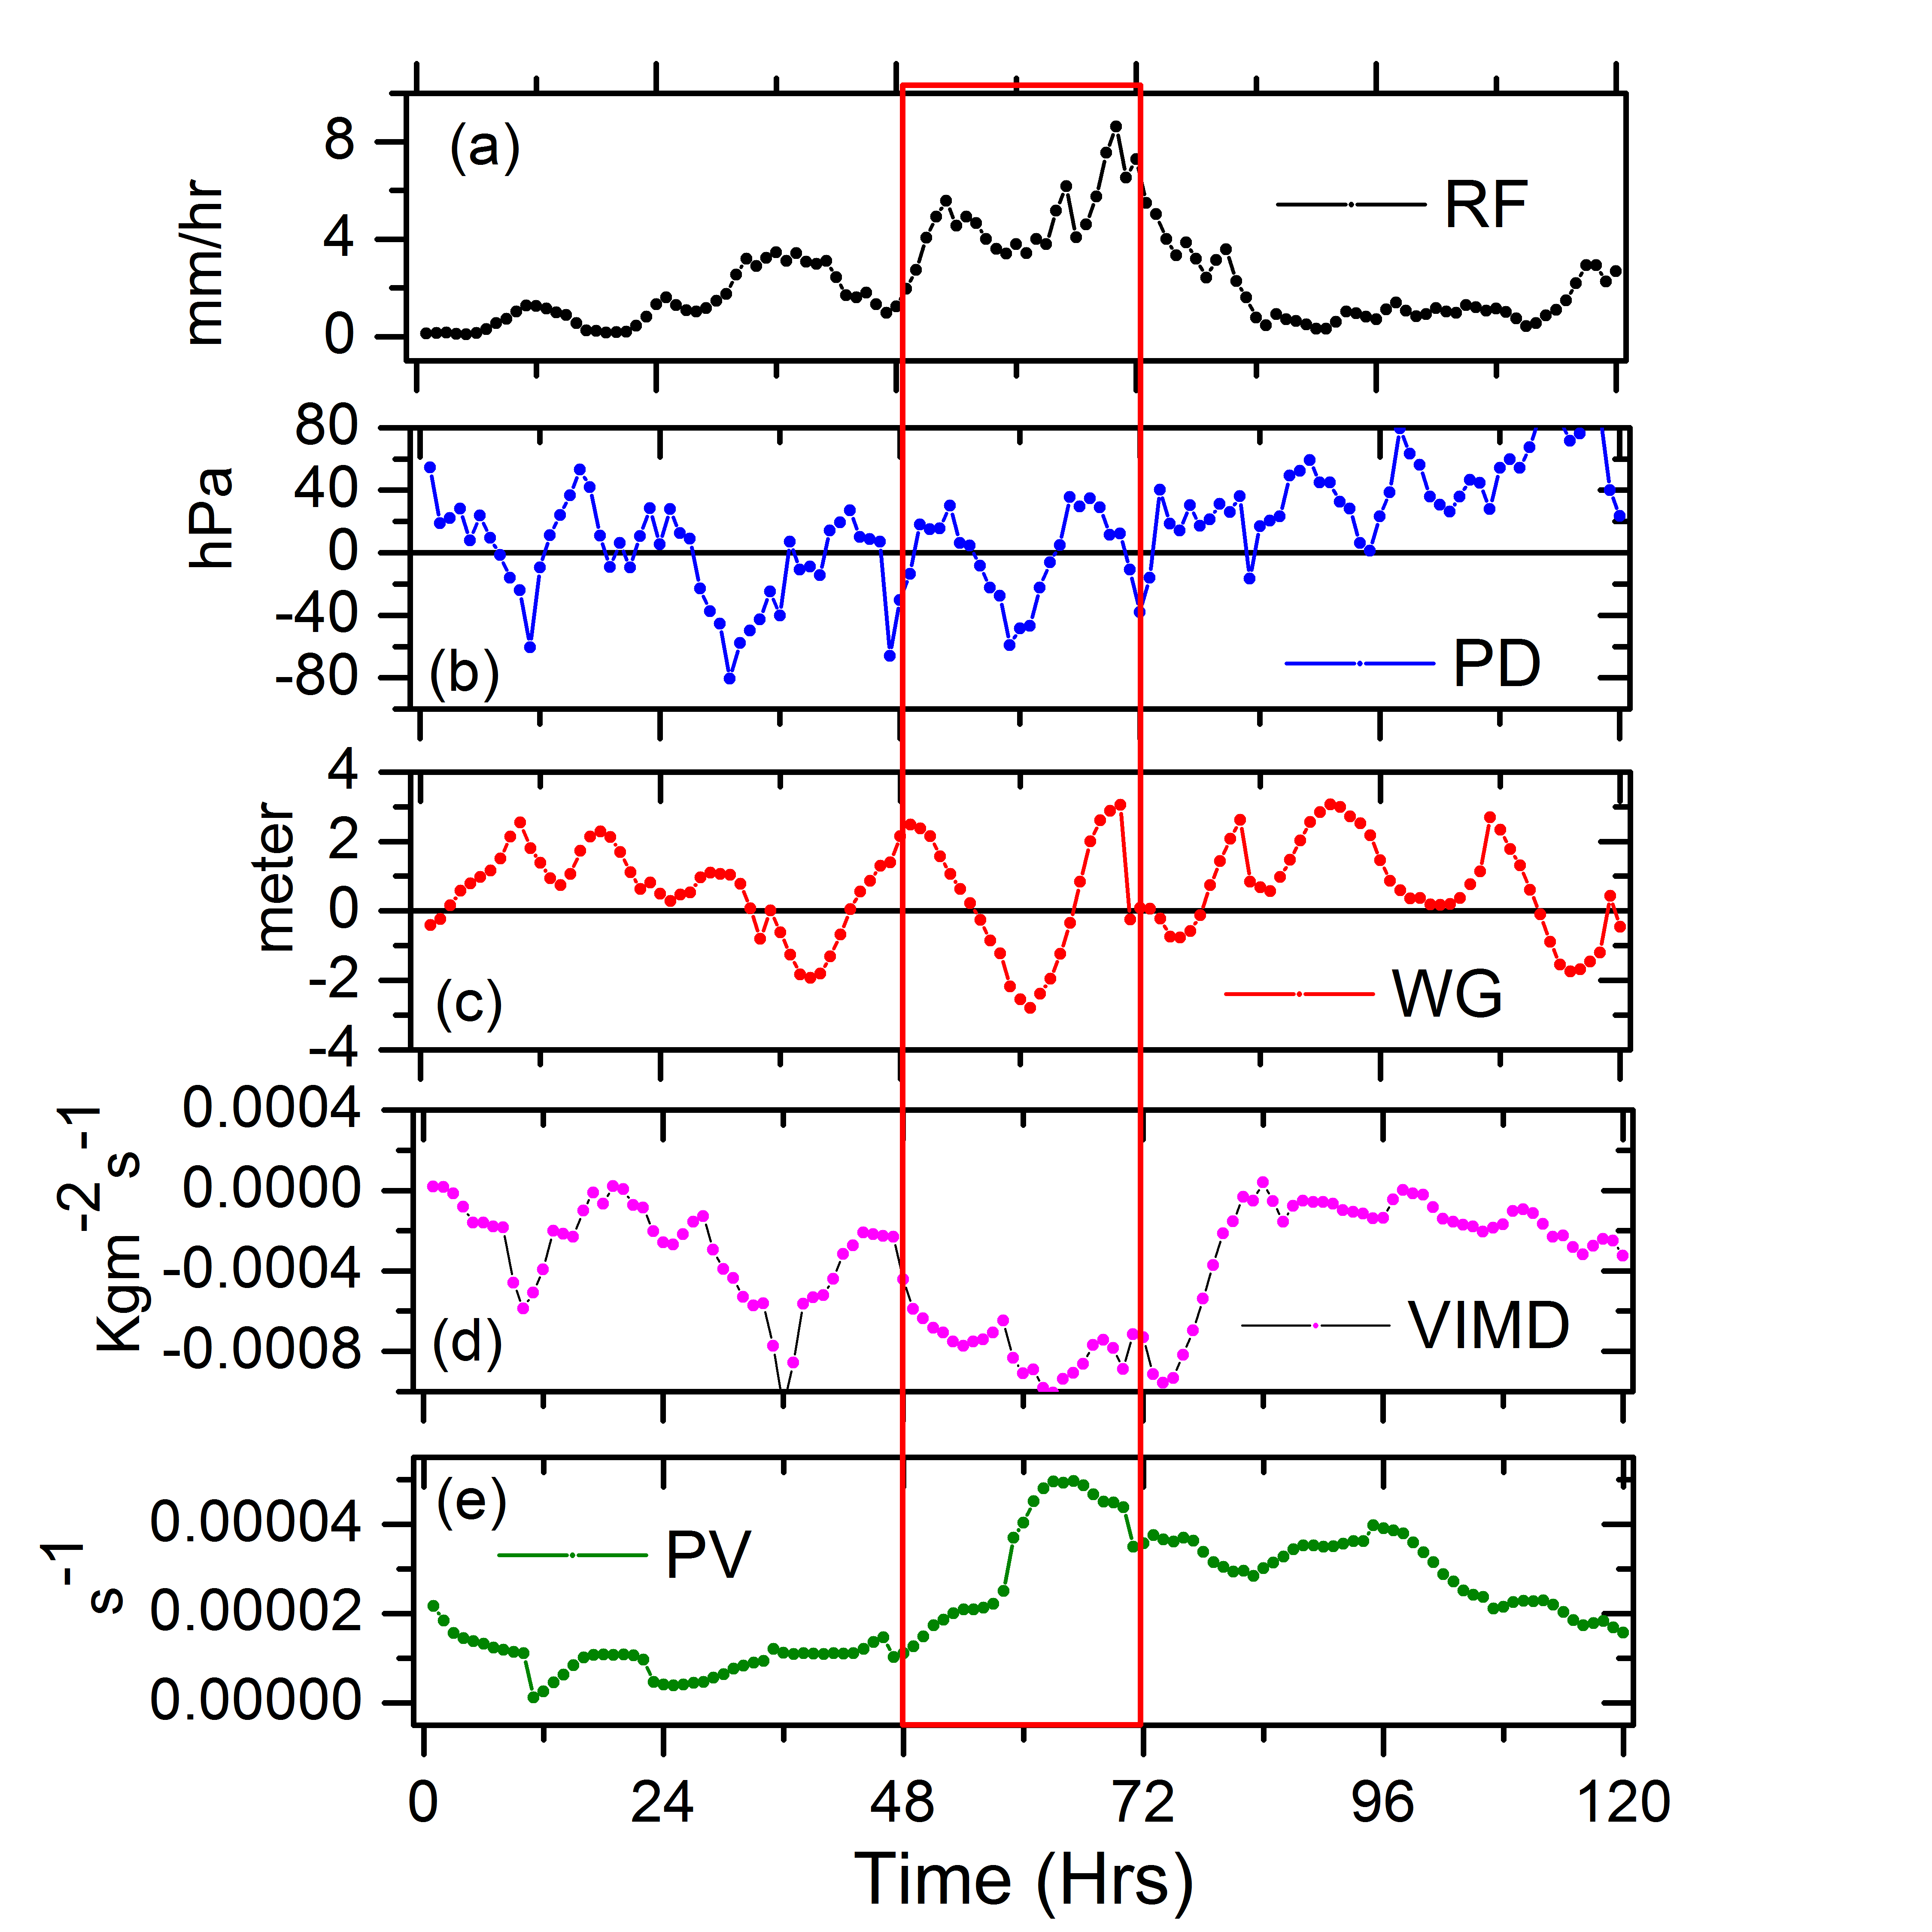 (a)
8
4
0
mm/hr
RF
80
40
0
-40
-80
hPa
(b)
PD
4
2
0
-2
-4
meter
(c)
WG
0.0004
0.0000
-0.0004
-0.0008
Kgm-2s-1
(d)
VIMD
(e)
0.00004
0.00002
0.00000
s-1
PV
0 24 48 72 96 120
Time (Hrs)